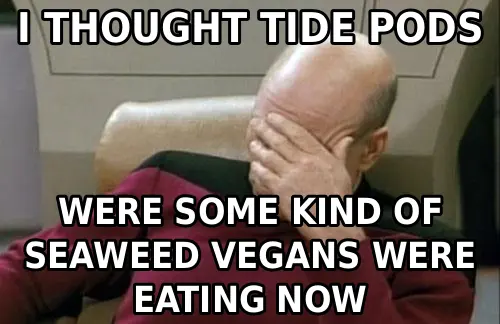 I THOUGHT TIDE PODS
WERE SOME KIND OF
SEAWEED VEGANS WERE
EATING NOW